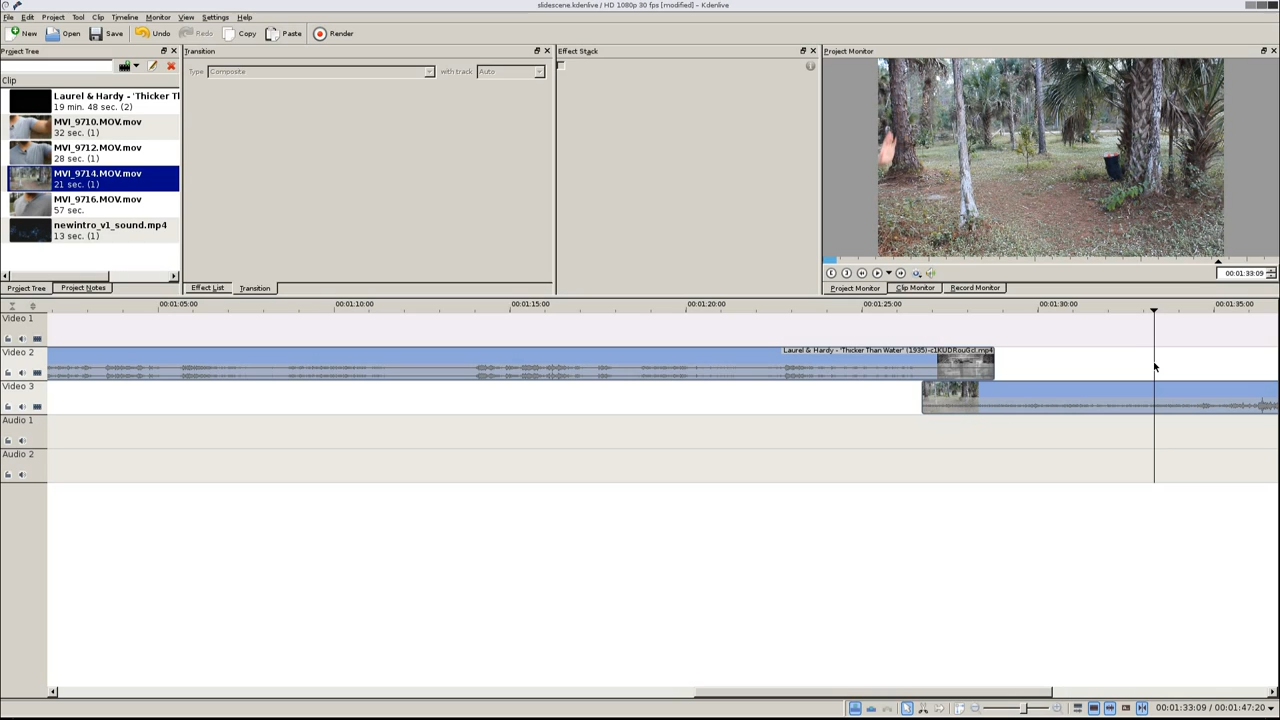 slidescene.kdenlive / HD 1080p 30 fps [modified] – Kdenlive
File Edit Project Tool Clip Timeline Monitor View Settings Help
New Open Save Undo Redo Copy Paste Render
Project Tree
Transition
Effect Stack
Project Monitor
Type Composite with track Auto
Clip
Laurel & Hardy - 'Thicker T
19 min. 48 sec. (2)
MVI_9710.MOV.mov
32 sec. (1)
MVI_9712.MOV.mov
28 sec. (1)
MVI_9714.MOV.mov
21 sec. (1)
MVI_9716.MOV.mov
57 sec.
newintro_v1_sound.mp4
13 sec. (1)
00:01:33:09
Project Tree Project Notes
Effect List Transition
Project Monitor Clip Monitor Record Monitor
00:01:05:00 00:01:10:00 00:01:15:00 00:01:20:00 00:01:25:00 00:01:30:00 00:01:35:00
Video 1
Video 2
Laurel & Hardy - 'Thicker Than Water' (1935)-c1KUDRouGcI.mp4
Video 3
Audio 1
Audio 2
00:01:33:09 / 00:01:47:20